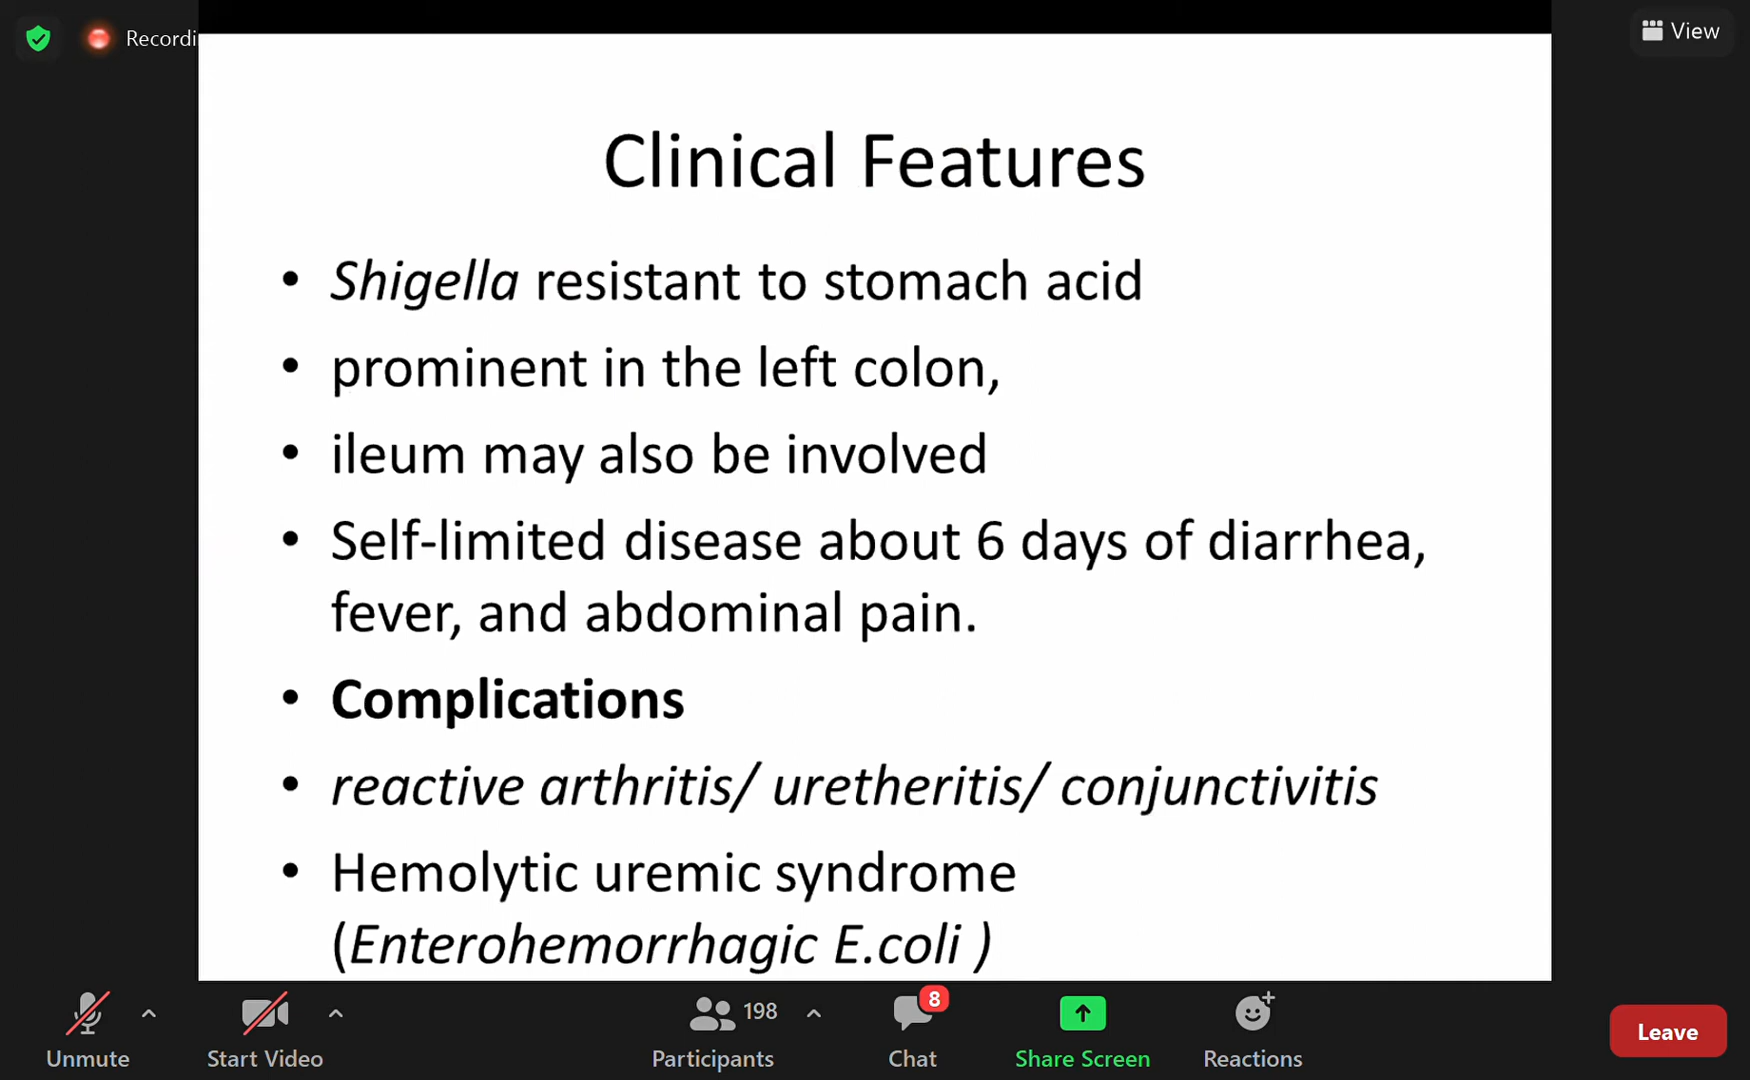 Recordi
View
Clinical Features
• Shigella resistant to stomach acid
• prominent in the left colon,
• ileum may also be involved
• Self-limited disease about 6 days of diarrhea,
fever, and abdominal pain.
• Complications
• reactive arthritis/ uretheritis/ conjunctivitis
• Hemolytic uremic syndrome
(Enterohemorrhagic E.coli )
198
8
Unmute
Start Video
Participants
Chat
Share Screen
Reactions
Leave